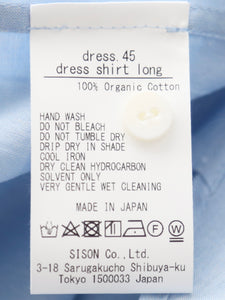 dress. 45
dress shirt long
100% Organic Cotton
HAND WASH
DO NOT BLEACH
DO NOT TUMBLE DRY
DRIP DRY IN SHADE
COOL IRON
DRY CLEAN HYDROCARBON
SOLVENT ONLY
VERY GENTLE WET CLEANING
MADE IN JAPAN
SISON Co.,Ltd.
3-18 Sarugakucho Shibuya-ku
Tokyo 1500033 Japan